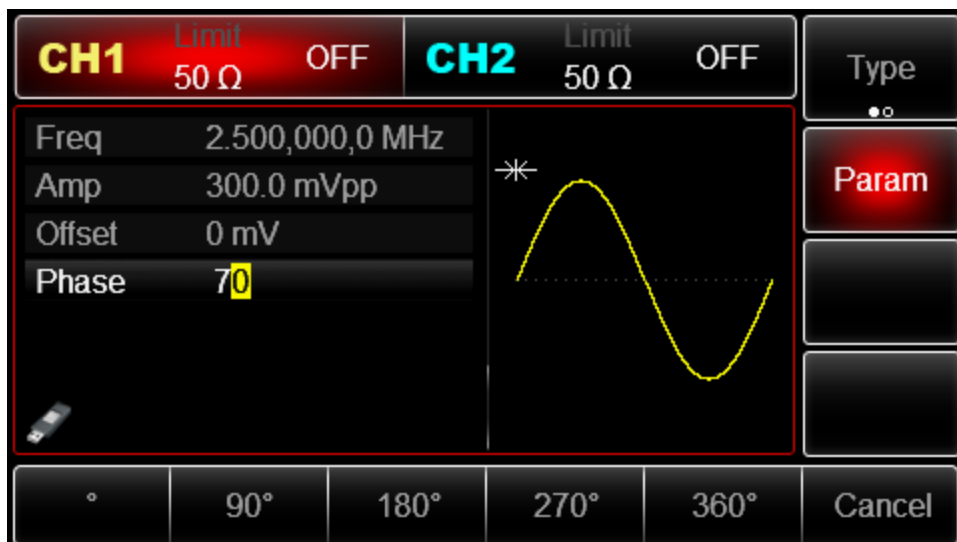 CH1 Limit 50 Ω OFF CH2 Limit 50 Ω OFF
Type
Freq 2.500,000,0 MHz
Amp 300.0 mVpp
Param
Offset 0 mV
Phase 70
° 90° 180° 270° 360° Cancel